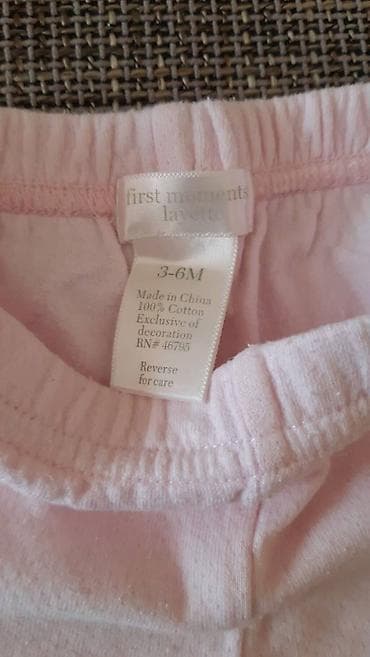 first moments
layette
3-6M
Made in China
100% Cotton
Exclusive of
decoration
RN# 46795
Reverse
for care